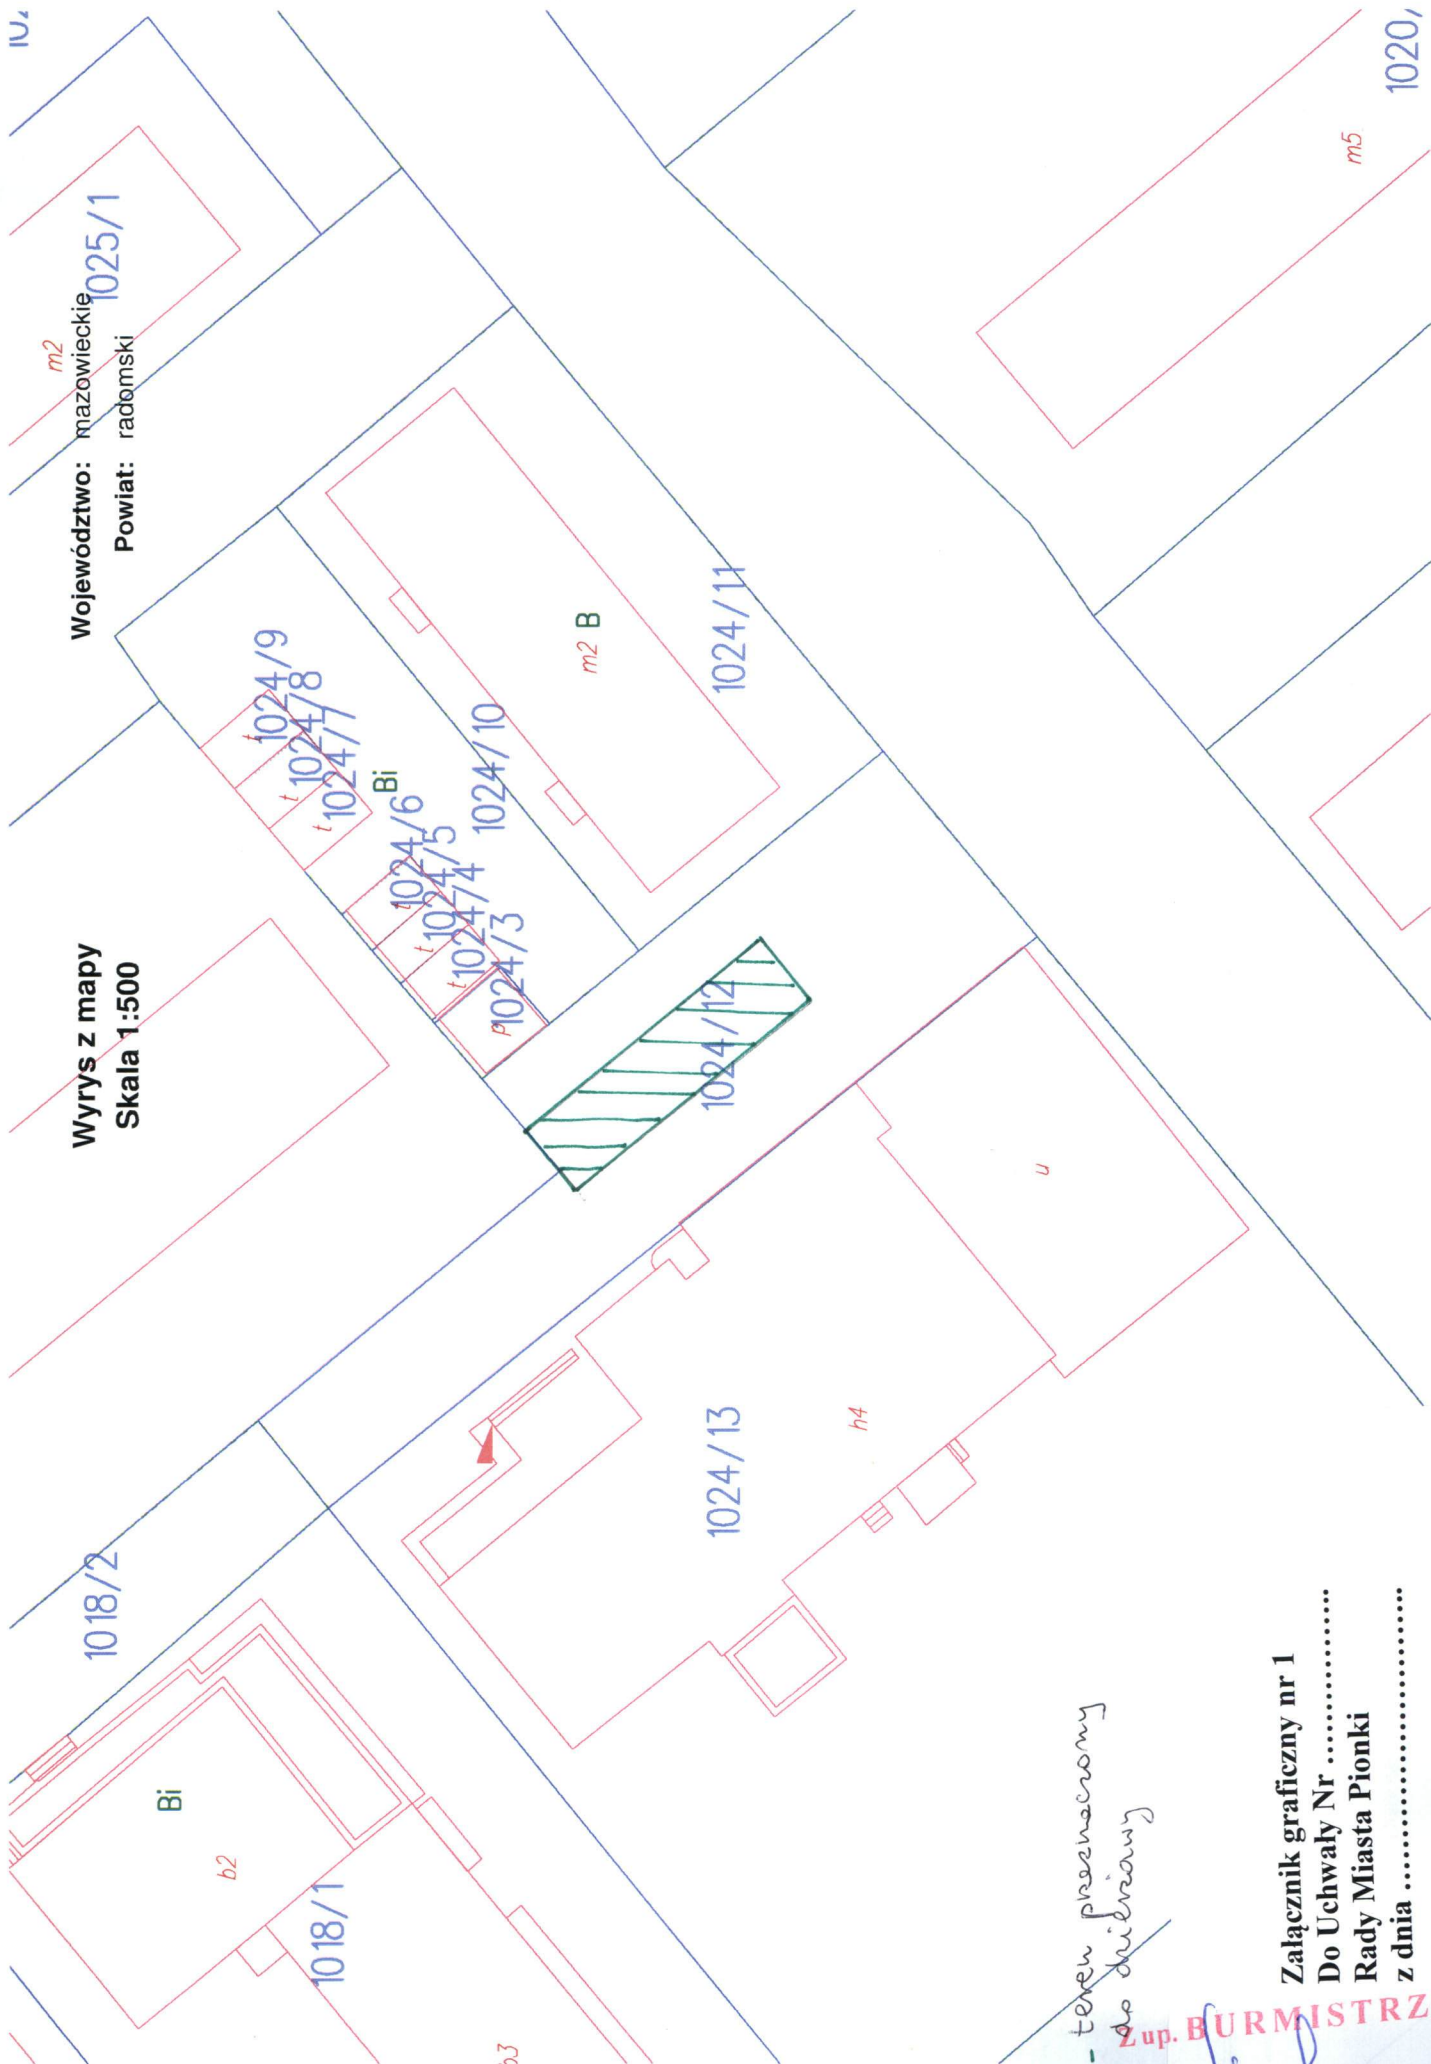 Wyrys z mapy
Skala 1:500
Województwo: mazowieckie
Powiat: radomski
m2
1025/1
1018/2
Bi
b2
1018/1
1024/9
t
1024/8
t
1024/7
t
Bi
1024/6
t
1024/5
t
1024/4
t
1024/3
p
1024/10
m2 B
1024/11
1024/12
1024/13
h4
u
m5
1020/
- teren przeznaczony
do dzierżawy
Załącznik graficzny nr 1
Do Uchwały Nr ....................
Rady Miasta Pionki
z dnia ..................................
Z up. BURMISTRZ